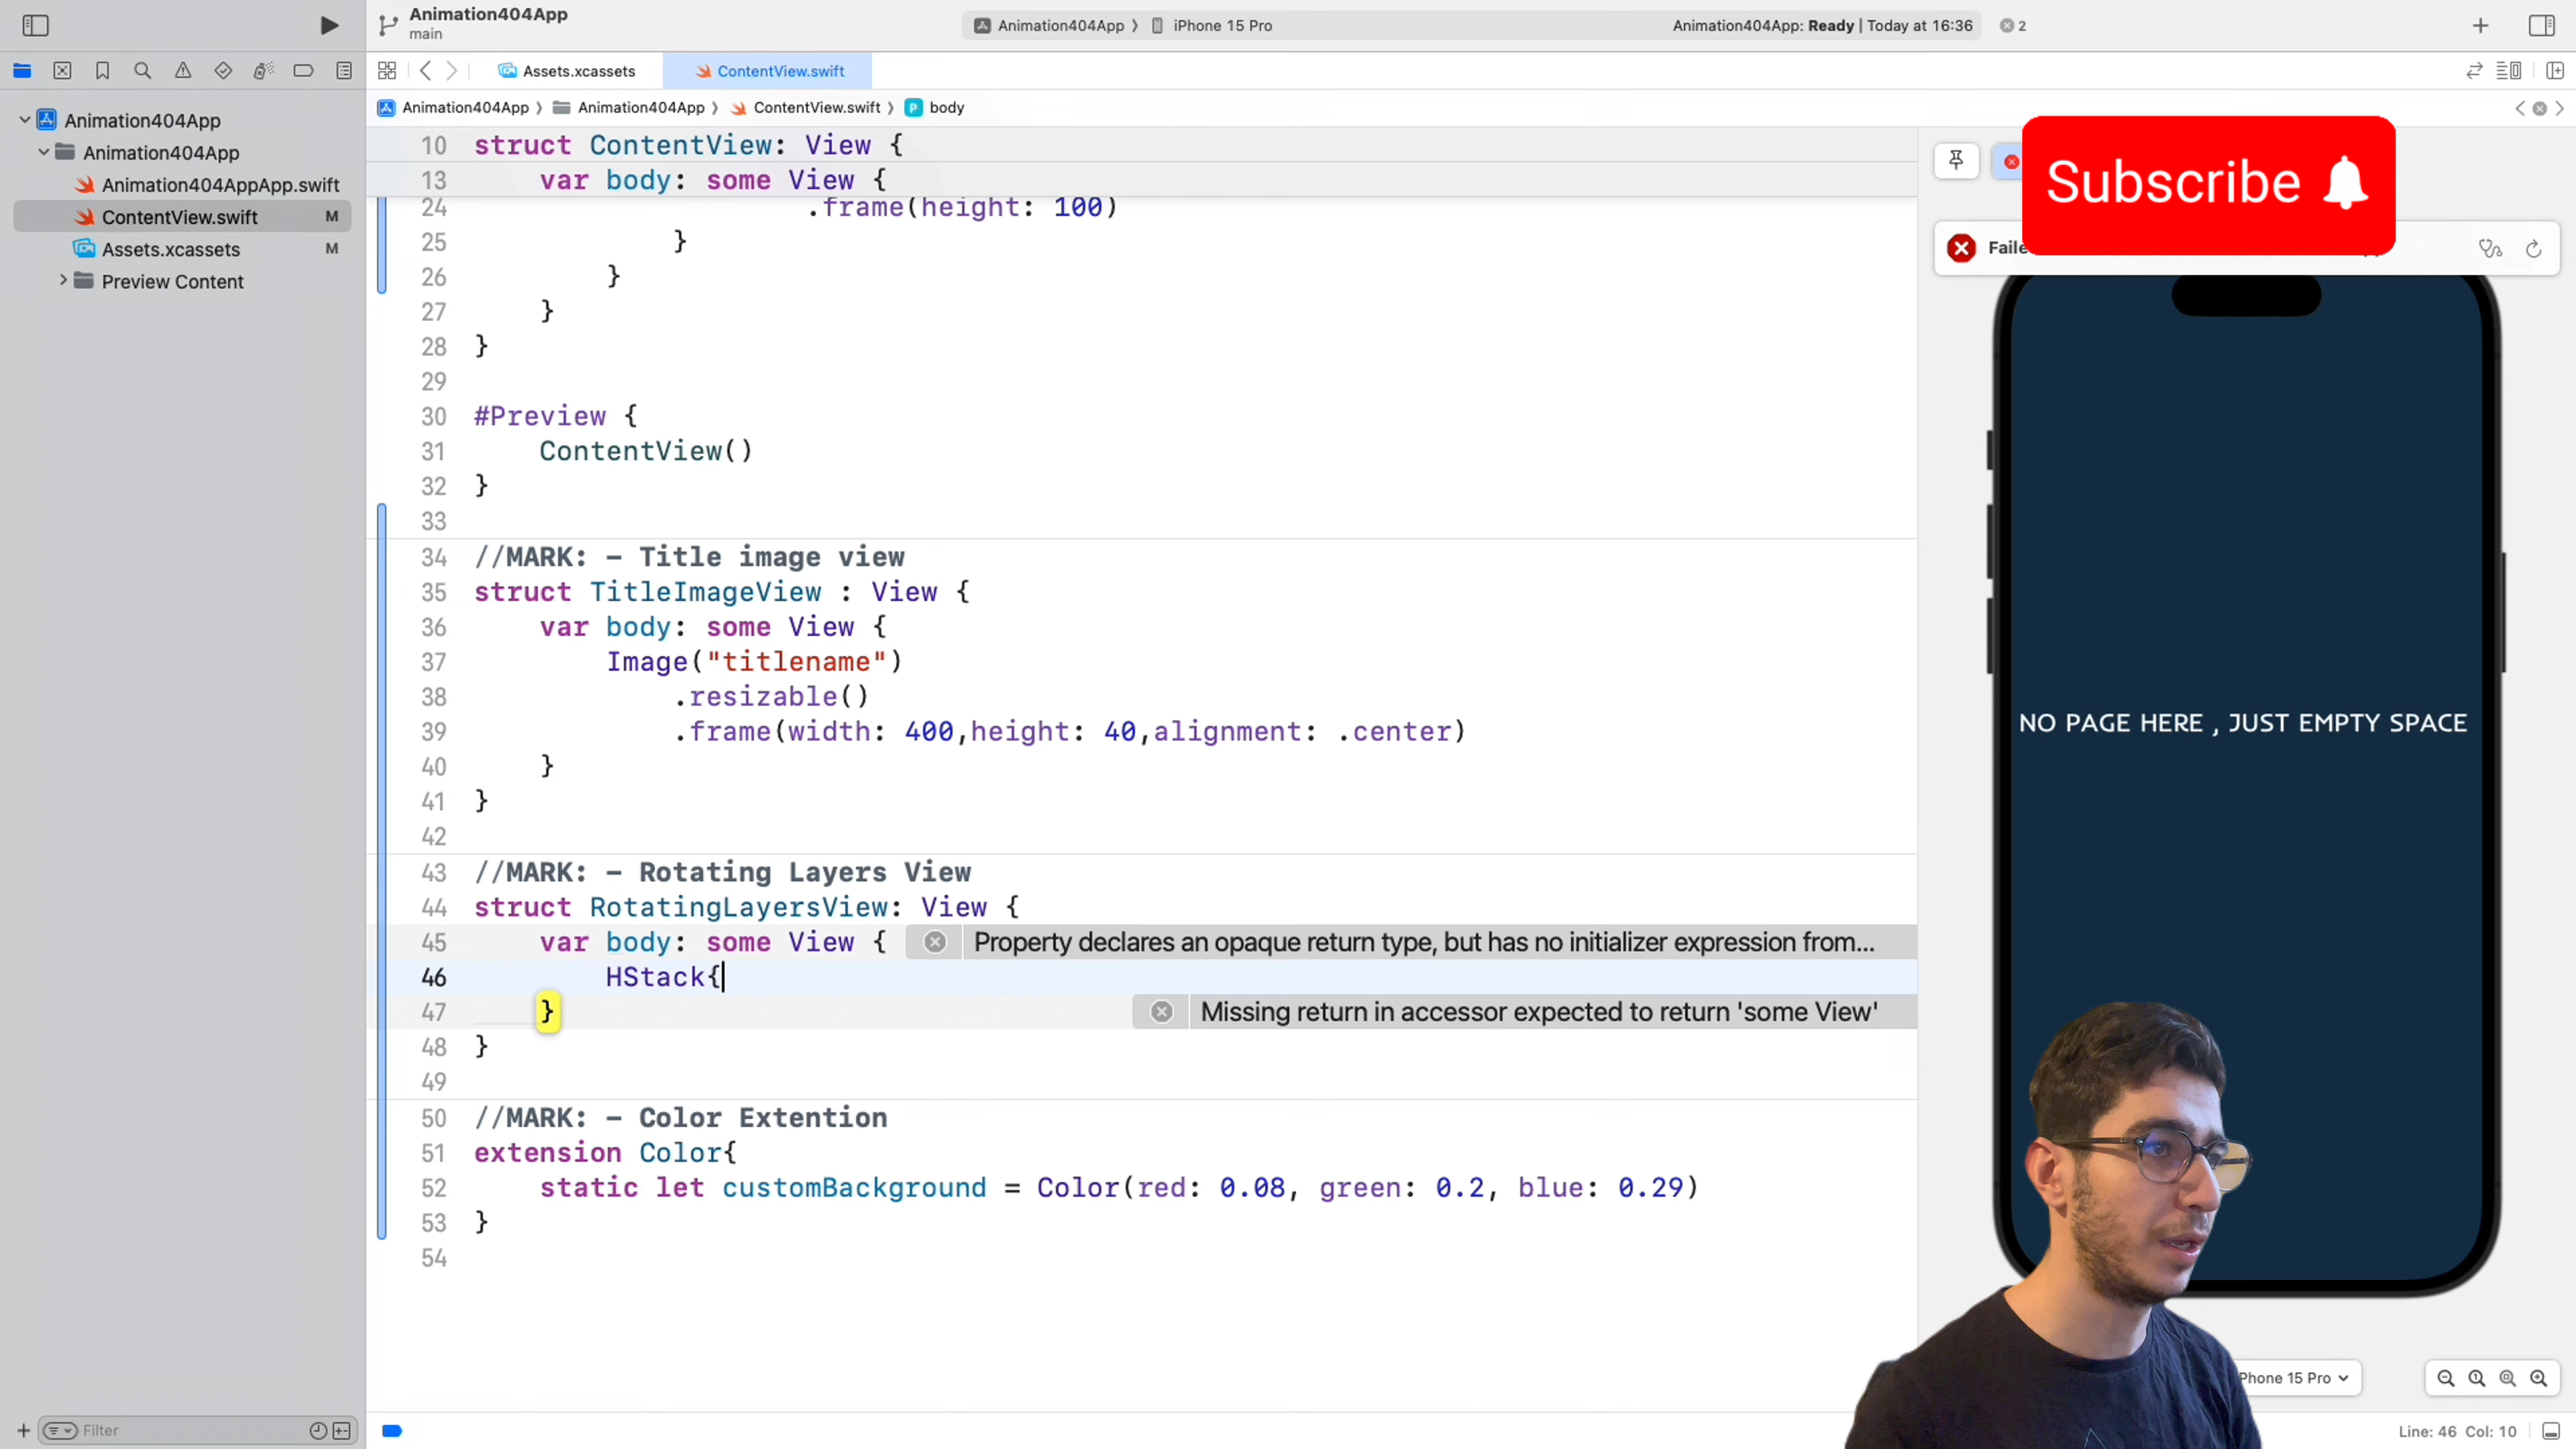 Animation404App
main
Animation404App
iPhone 15 Pro
Animation404App: Ready | Today at 16:36
2
Assets.xcassets
ContentView.swift
Animation404App
Animation404App
ContentView.swift
P body
Animation404App
Animation404App
Animation404AppApp.swift
ContentView.swift M
Assets.xcassets M
Preview Content
10 struct ContentView: View {
13 var body: some View {
24 .frame(height: 100)
25 }
26 }
27 }
28 }
29
30 #Preview {
31 ContentView()
32 }
33
34 //MARK: - Title image view
35 struct TitleImageView : View {
36 var body: some View {
37 Image("titlename")
38 .resizable()
39 .frame(width: 400,height: 40,alignment: .center)
40 }
41 }
42
43 //MARK: - Rotating Layers View
44 struct RotatingLayersView: View {
45 var body: some View { Property declares an opaque return type, but has no initializer expression from...
46 HStack{
47 } Missing return in accessor expected to return 'some View'
48 }
49
50 //MARK: - Color Extention
51 extension Color{
52 static let customBackground = Color(red: 0.08, green: 0.2, blue: 0.29)
53 }
54
Subscribe
NO PAGE HERE , JUST EMPTY SPACE
Phone 15 Pro
Filter
Line: 46 Col: 10